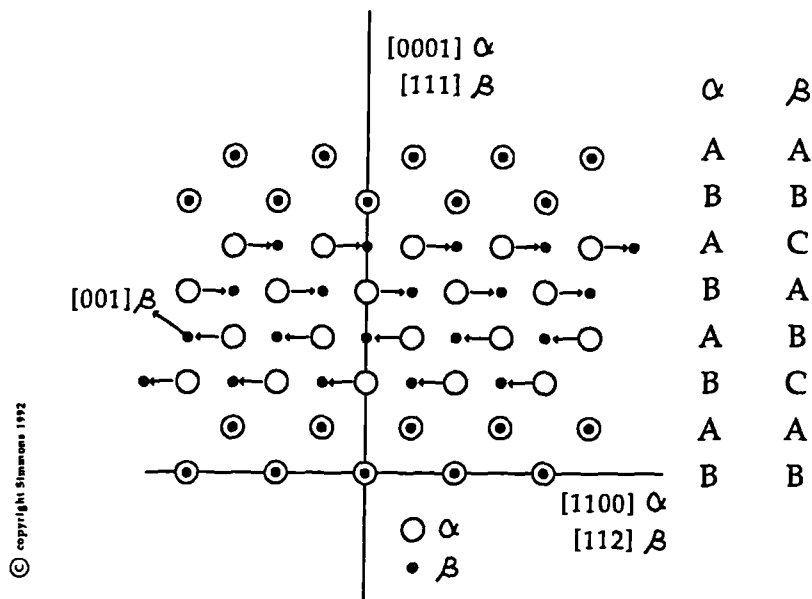 [0001] α
[111] β
α β
A A
B B
A C
B A
[001] β
A B
B C
A A
B B
[1100] α
[112] β
α
β
© copyright Simmons 1992